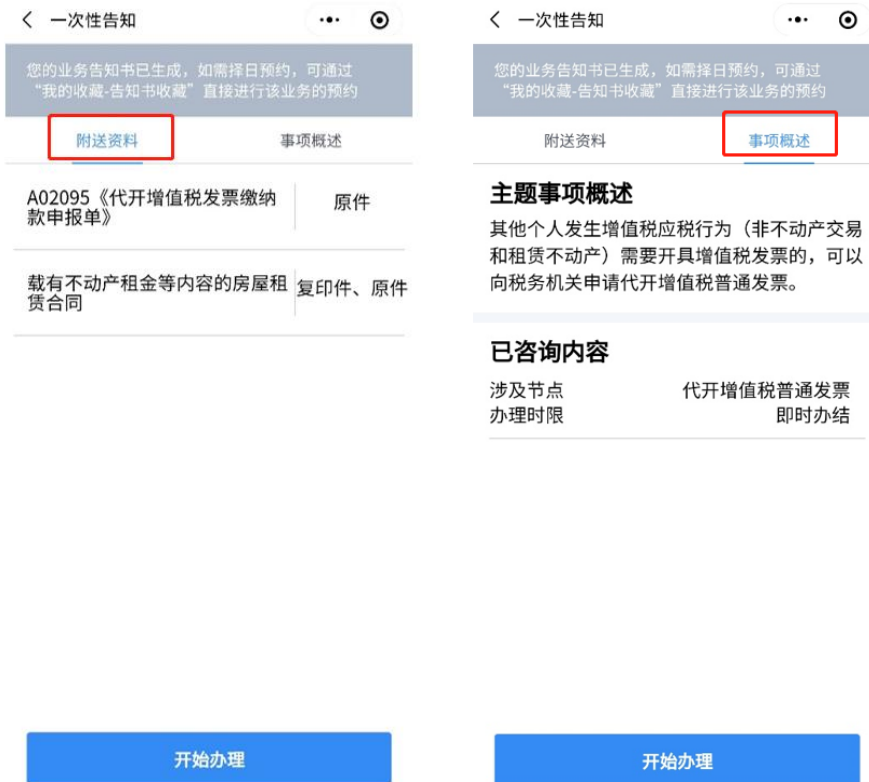 一次性告知
您的业务告知书已生成，如需择日预约，可通过
“我的收藏-告知书收藏”直接进行该业务的预约
附送资料
事项概述
A02095《代开增值税发票缴纳
款申报单》
原件
载有不动产租金等内容的房屋租
赁合同
复印件、原件
开始办理
一次性告知
您的业务告知书已生成，如需择日预约，可通过
“我的收藏-告知书收藏”直接进行该业务的预约
附送资料
事项概述
主题事项概述
其他个人发生增值税应税行为（非不动产交易
和租赁不动产）需要开具增值税发票的，可以
向税务机关申请代开增值税普通发票。
已咨询内容
涉及节点 代开增值税普通发票
办理时限 即时办结
开始办理